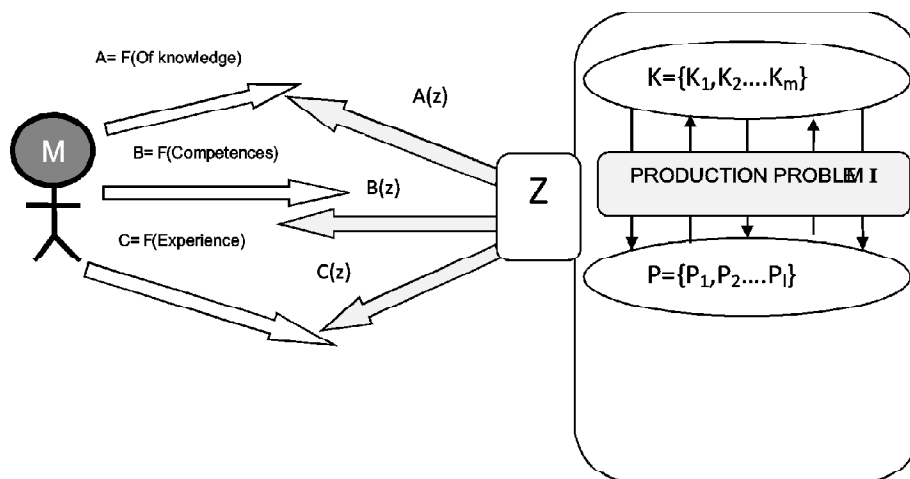 A= F(Of knowledge)
A(z)
K={K₁,K₂....Kₘ}
M
B= F(Competences)
B(z)
Z
PRODUCTION PROBLEM I
C= F(Experience)
C(z)
P={P₁,P₂....Pₗ}